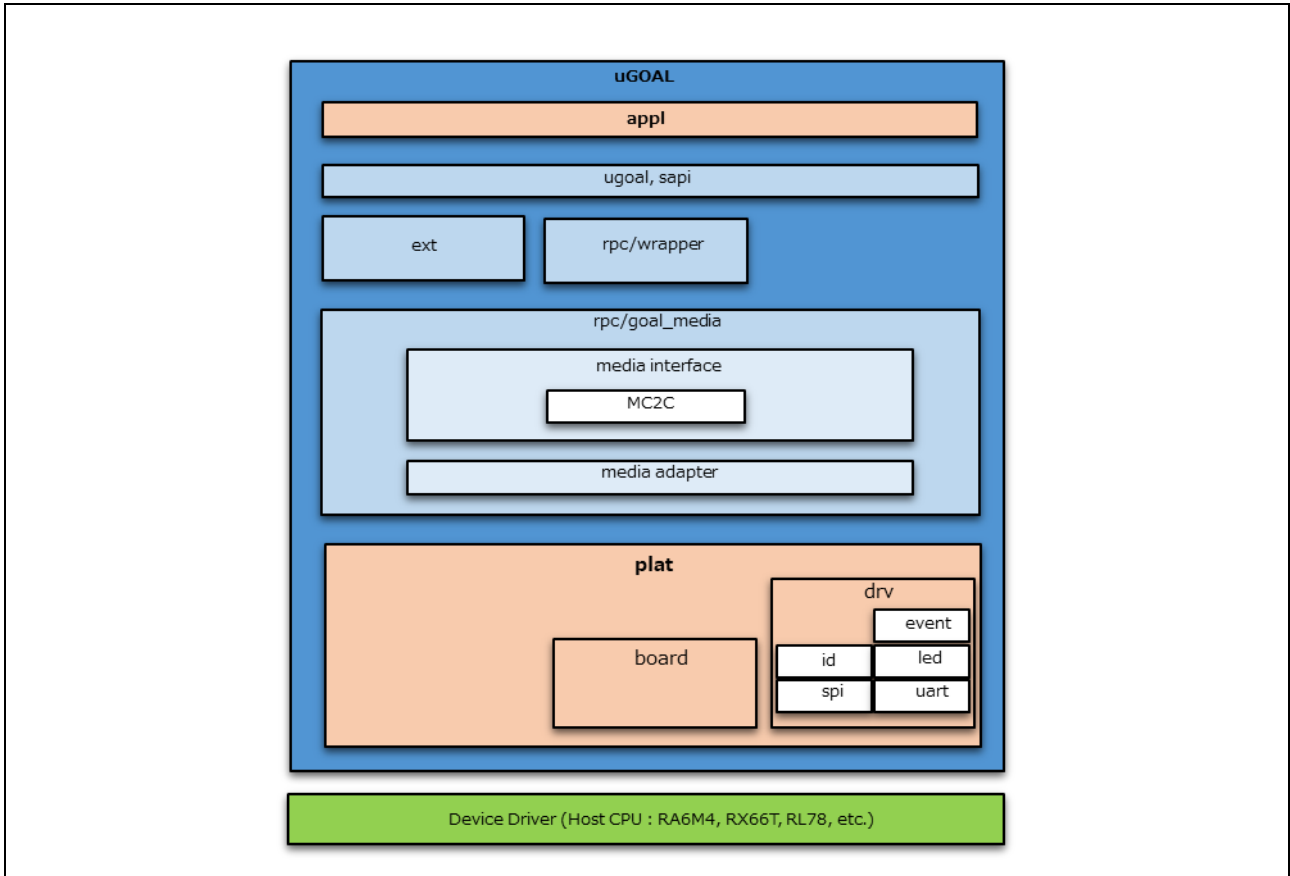 uGOAL
appl
ugoal, sapi
ext
rpc/wrapper
rpc/goal_media
media interface
MC2C
media adapter
plat
drv
event
board
id
led
spi
uart
Device Driver (Host CPU : RA6M4, RX66T, RL78, etc.)